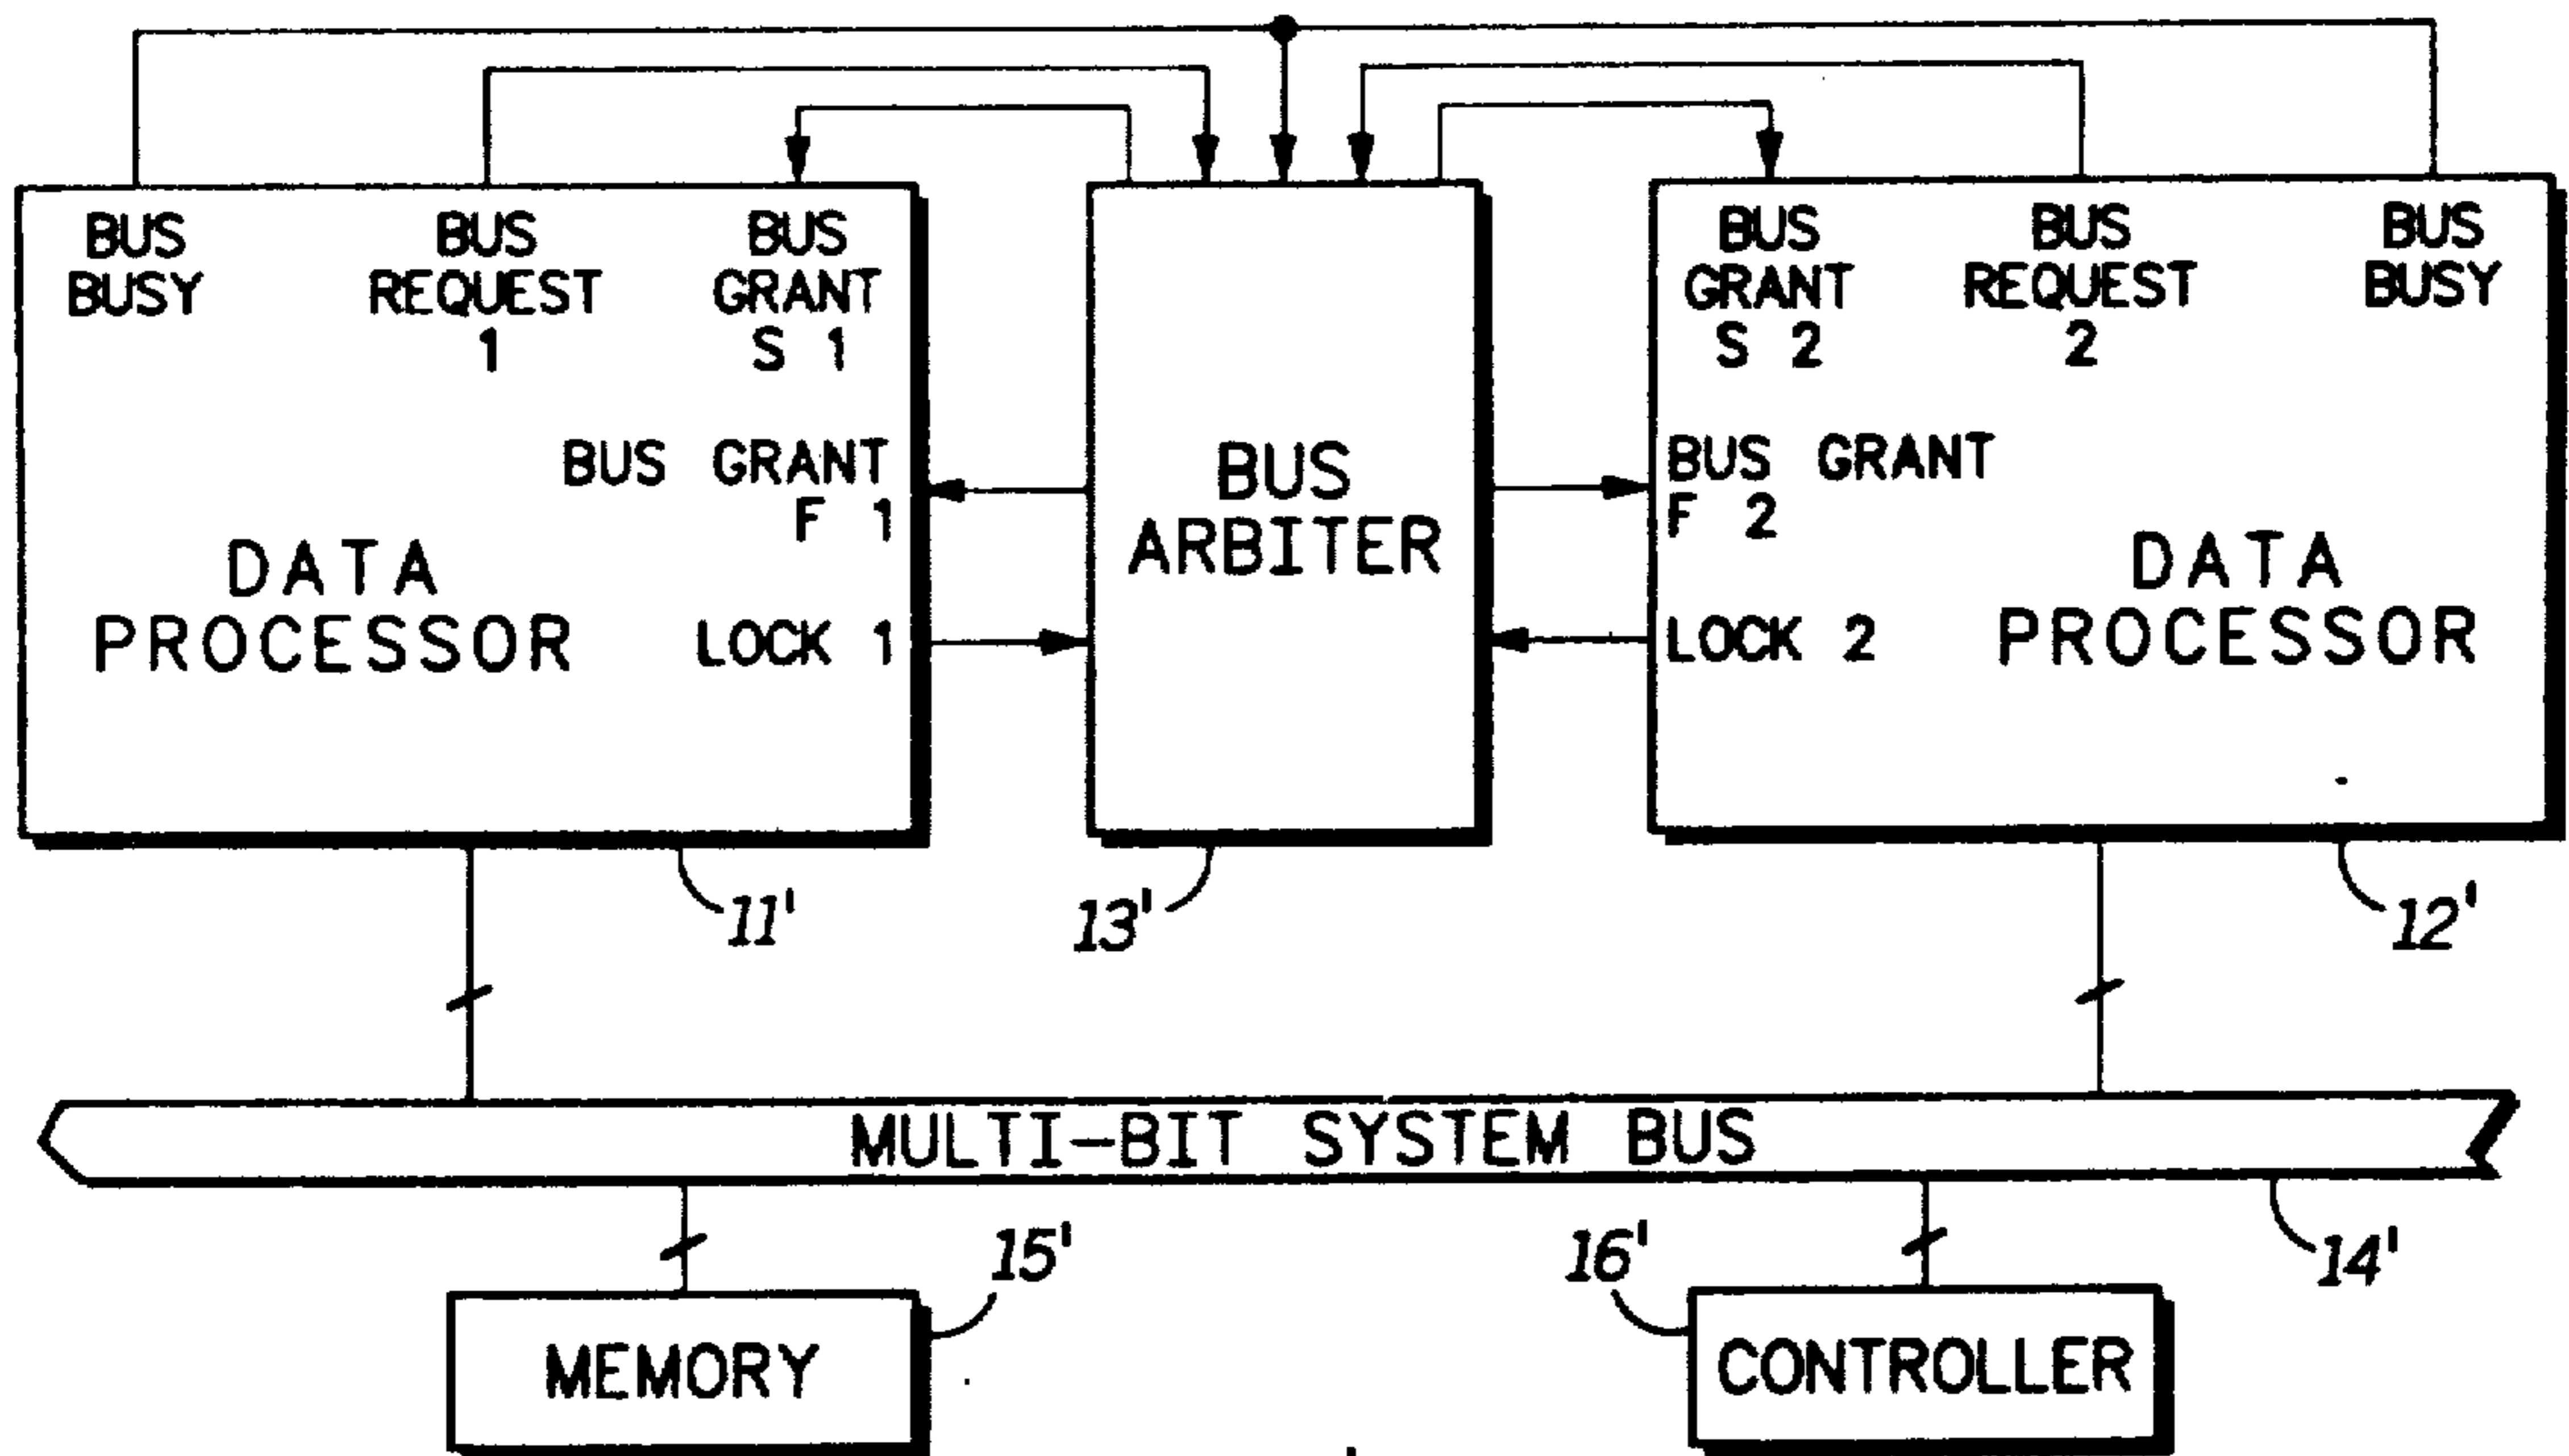 BUS
BUSY
BUS
REQUEST
1
BUS
GRANT
S 1
BUS GRANT
F 1
DATA
PROCESSOR
LOCK 1
BUS
ARBITER
BUS
GRANT
S 2
BUS
REQUEST
2
BUS
BUSY
BUS GRANT
F 2
DATA
PROCESSOR
LOCK 2
11'
13'
12'
MULTI-BIT SYSTEM BUS
15'
16'
14'
MEMORY
CONTROLLER